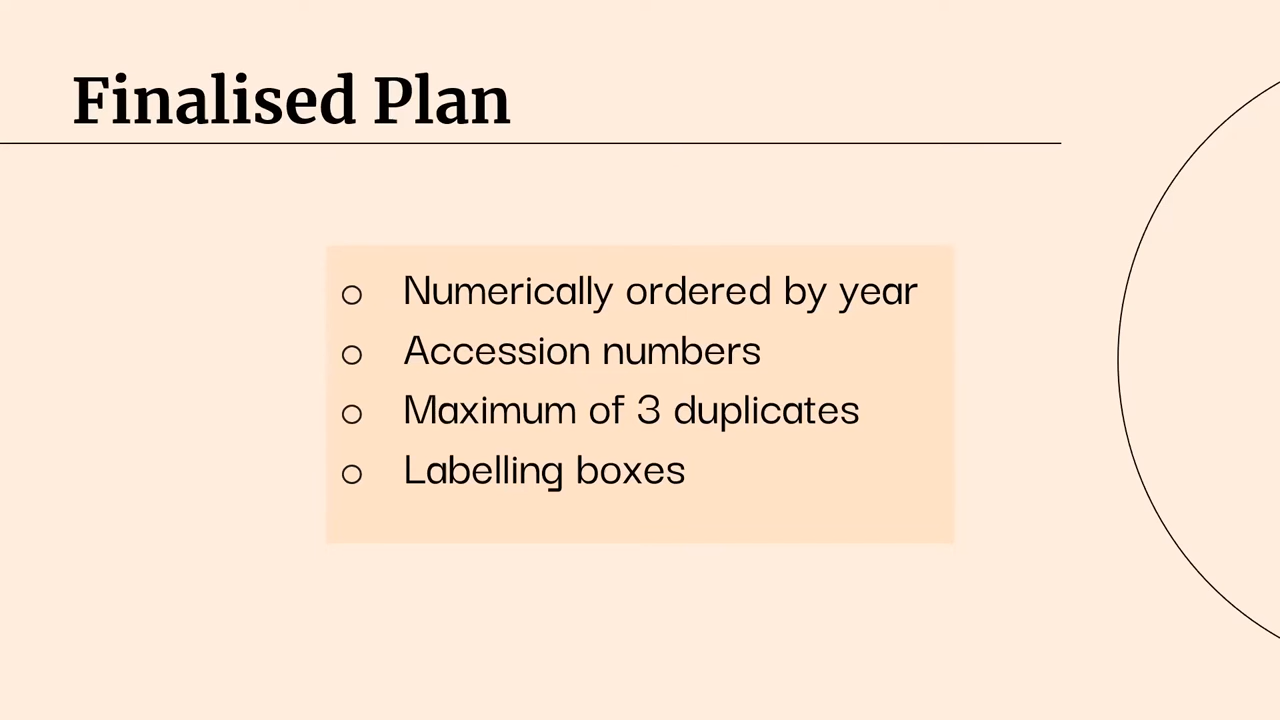 Finalised Plan
Numerically ordered by year
Accession numbers
Maximum of 3 duplicates
Labelling boxes